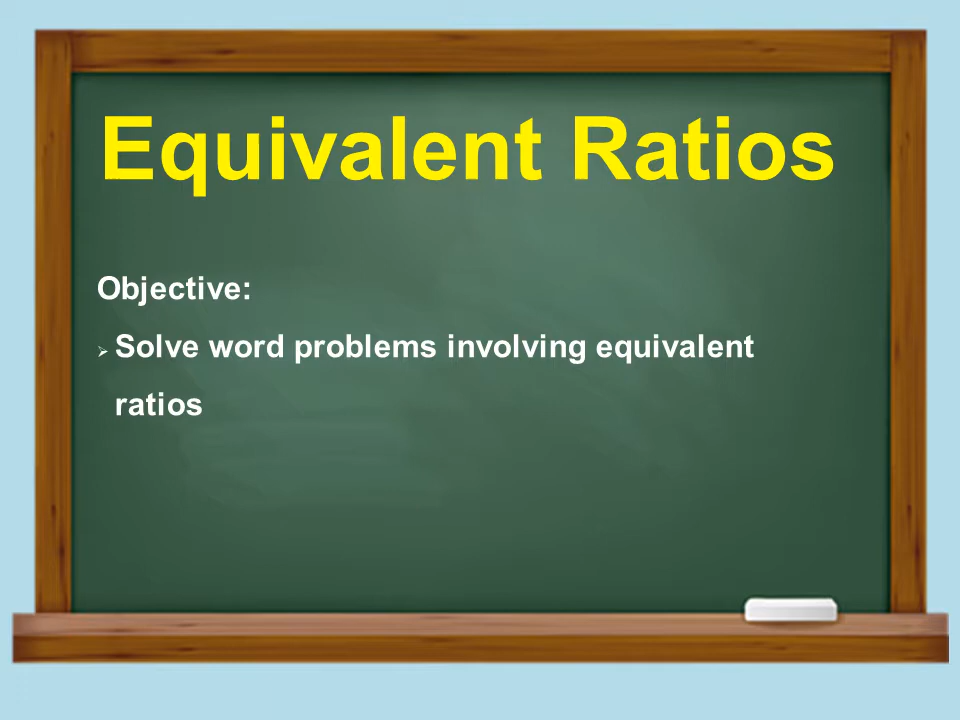 Equivalent Ratios
Objective:
➢ Solve word problems involving equivalent
ratios